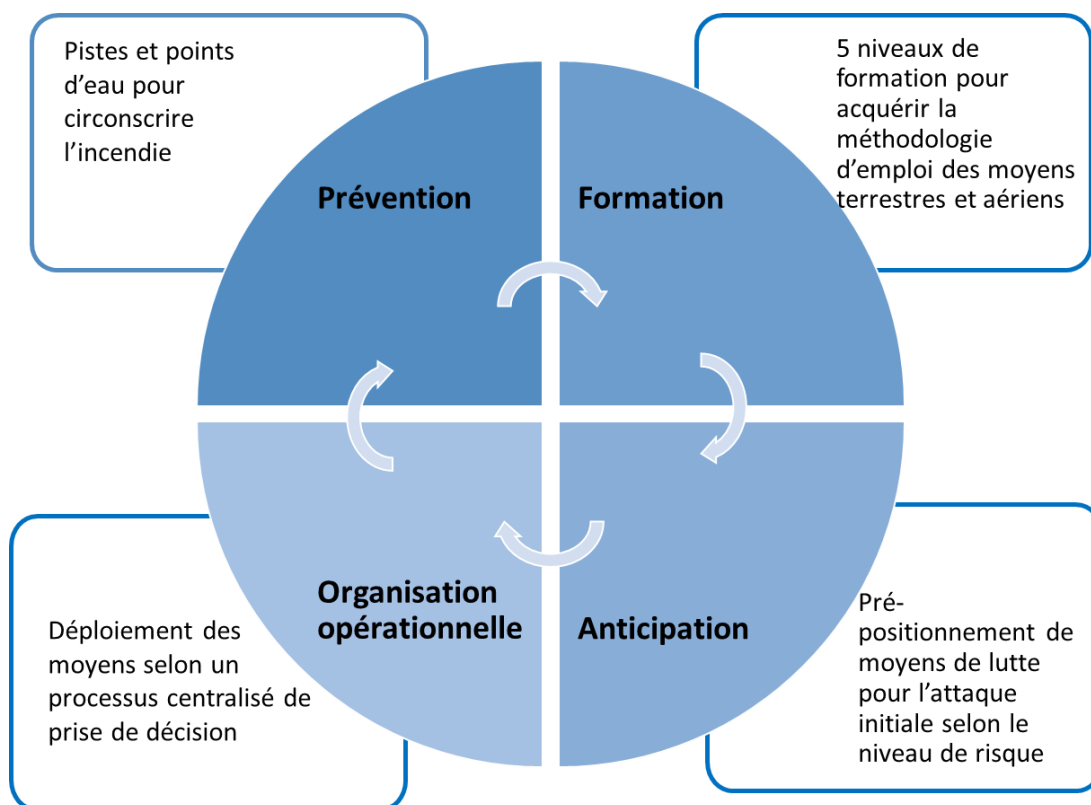 Pistes et points
d’eau pour
circonscrire
l’incendie
Prévention
5 niveaux de
formation pour
acquérir la
méthodologie
d’emploi des moyens
terrestres et aériens
Formation
Organisation
opérationnelle
Déploiement des
moyens selon un
processus centralisé de
prise de décision
Anticipation
Pré-
positionnement de
moyens de lutte
pour l’attaque
initiale selon le
niveau de risque